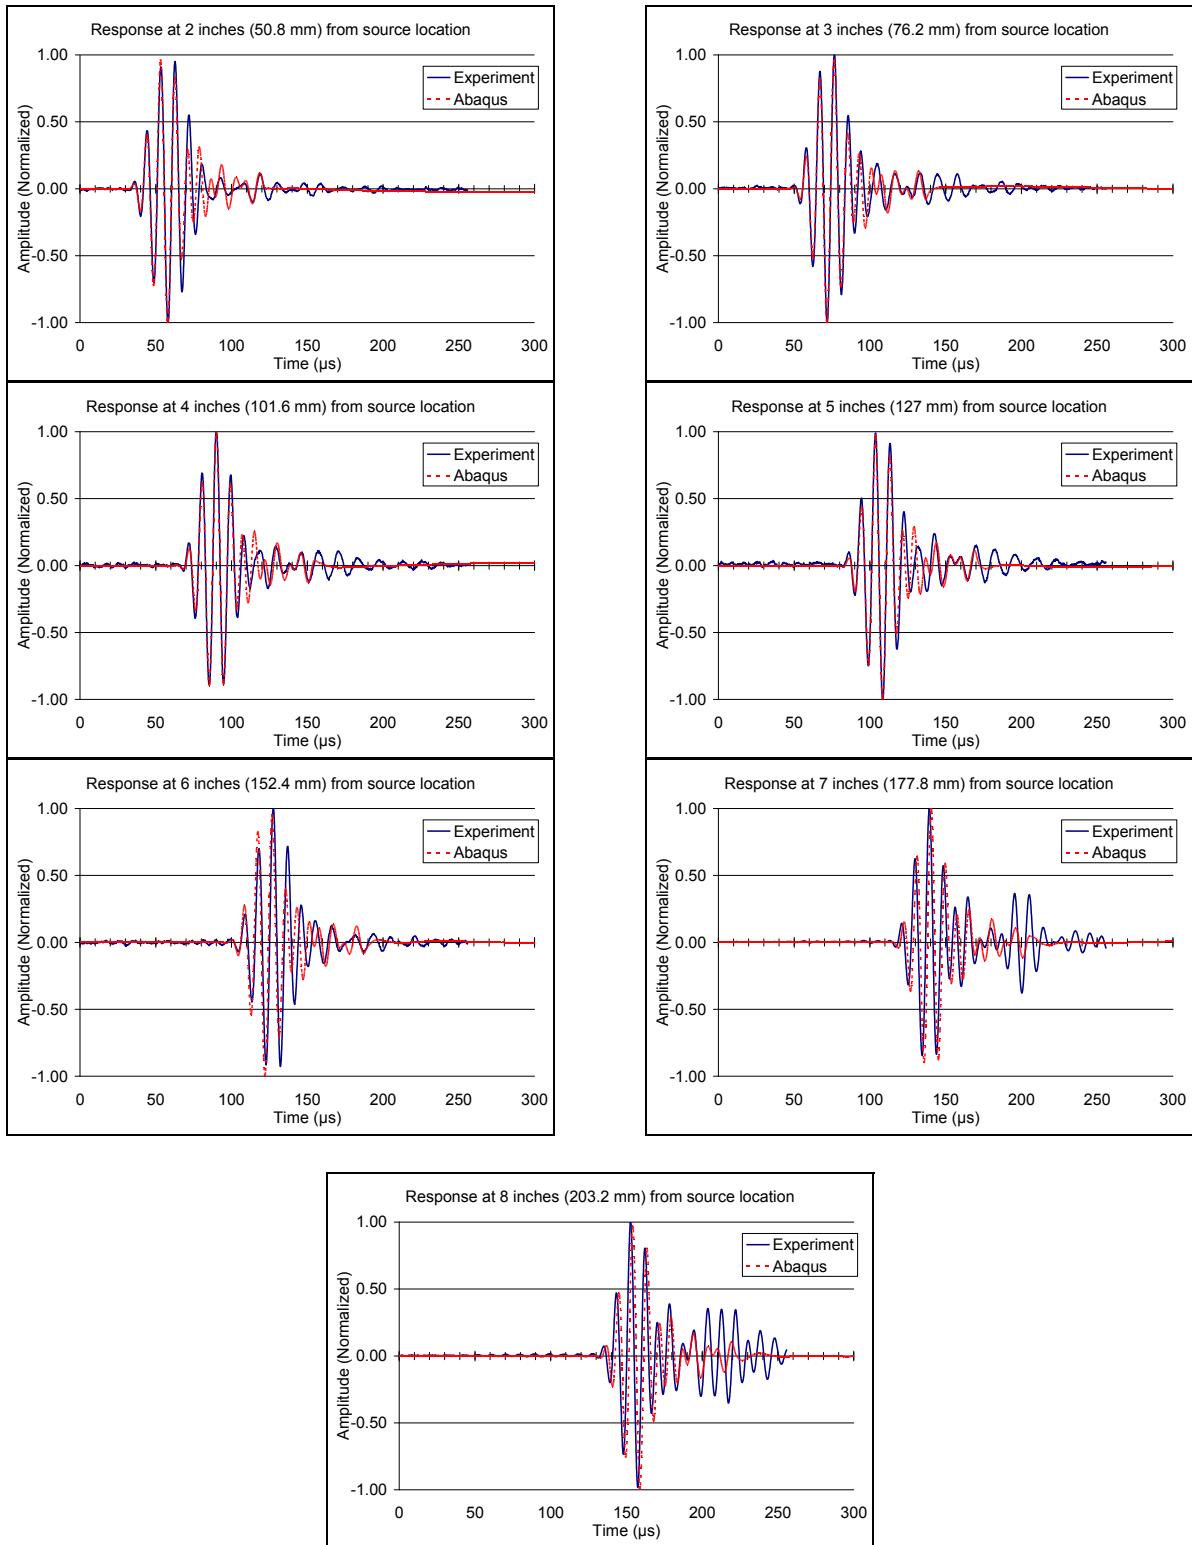 Response at 2 inches (50.8 mm) from source location
1.00
0.50
0.00
-0.50
-1.00
Amplitude (Normalized)
Experiment
Abaqus
0 50 100 150 200 250 300
Time (µs)
Response at 3 inches (76.2 mm) from source location
1.00
0.50
0.00
-0.50
-1.00
Amplitude (Normalized)
Experiment
Abaqus
0 50 100 150 200 250 300
Time (µs)
Response at 4 inches (101.6 mm) from source location
1.00
0.50
0.00
-0.50
-1.00
Amplitude (Normalized)
Experiment
Abaqus
0 50 100 150 200 250 300
Time (µs)
Response at 5 inches (127 mm) from source location
1.00
0.50
0.00
-0.50
-1.00
Amplitude (Normalized)
Experiment
Abaqus
0 50 100 150 200 250 300
Time (µs)
Response at 6 inches (152.4 mm) from source location
1.00
0.50
0.00
-0.50
-1.00
Amplitude (Normalized)
Experiment
Abaqus
0 50 100 150 200 250 300
Time (µs)
Response at 7 inches (177.8 mm) from source location
1.00
0.50
0.00
-0.50
-1.00
Amplitude (Normalized)
Experiment
Abaqus
0 50 100 150 200 250 300
Time (µs)
Response at 8 inches (203.2 mm) from source location
1.00
0.50
0.00
-0.50
-1.00
Amplitude (Normalized)
Experiment
Abaqus
0 50 100 150 200 250 300
Time (µs)